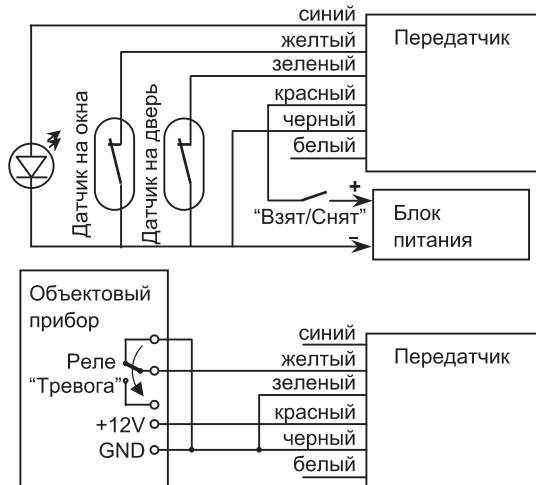 синий
желтый
зеленый
красный
черный
белый
Передатчик
Датчик на окна
Датчик на дверь
“Взят/Снят”
+
–
Блок
питания
Объектовый
прибор
Реле
“Тревога”
+12V
GND
синий
желтый
зеленый
красный
черный
белый
Передатчик